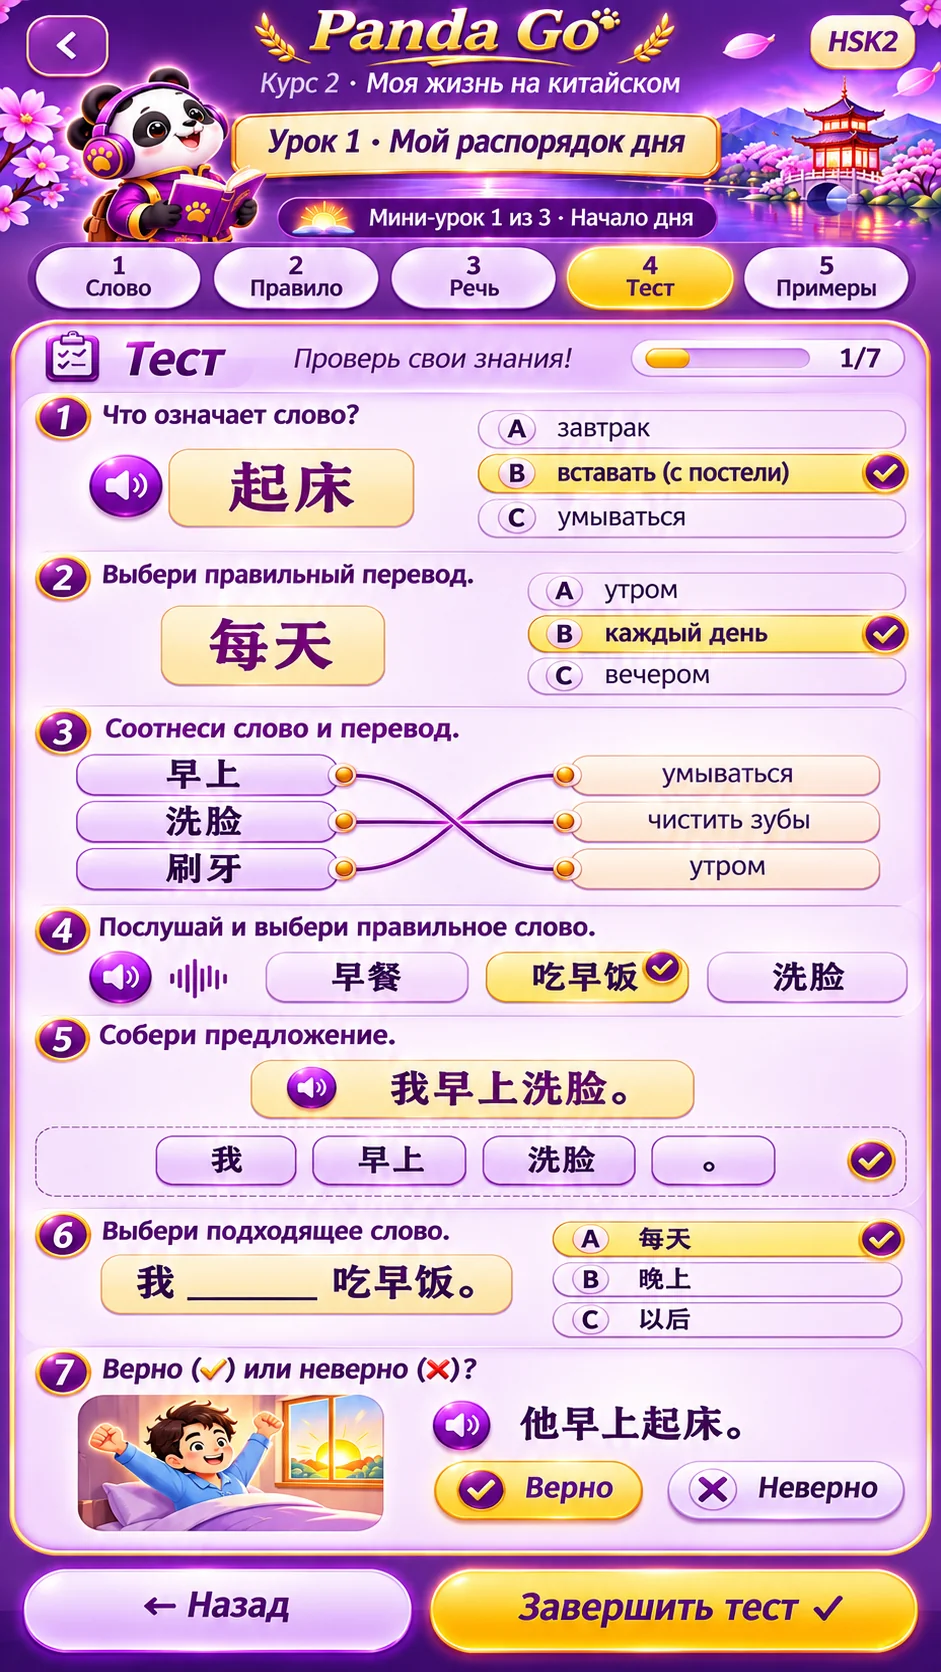 Panda Go
HSK2
Курс 2 · Моя жизнь на китайском
Урок 1 · Мой распорядок дня
Мини-урок 1 из 3 · Начало дня
1
Слово
2
Правило
3
Речь
4
Тест
5
Примеры
Тест
Проверь свои знания!
1/7
1 Что означает слово?
起床
A завтрак
B вставать (с постели)
C умываться
2 Выбери правильный перевод.
每天
A утром
B каждый день
C вечером
3 Соотнеси слово и перевод.
早上 умываться
洗脸 чистить зубы
刷牙 утром
4 Послушай и выбери правильное слово.
早餐 吃早饭 洗脸
5 Собери предложение.
我早上洗脸。
我 早上 洗脸 。
6 Выбери подходящее слово.
我 ______ 吃早饭。
A 每天
B 晚上
C 以后
7 Верно (✓) или неверно (✗)?
他早上起床。
Верно
Неверно
← Назад
Завершить тест ✓